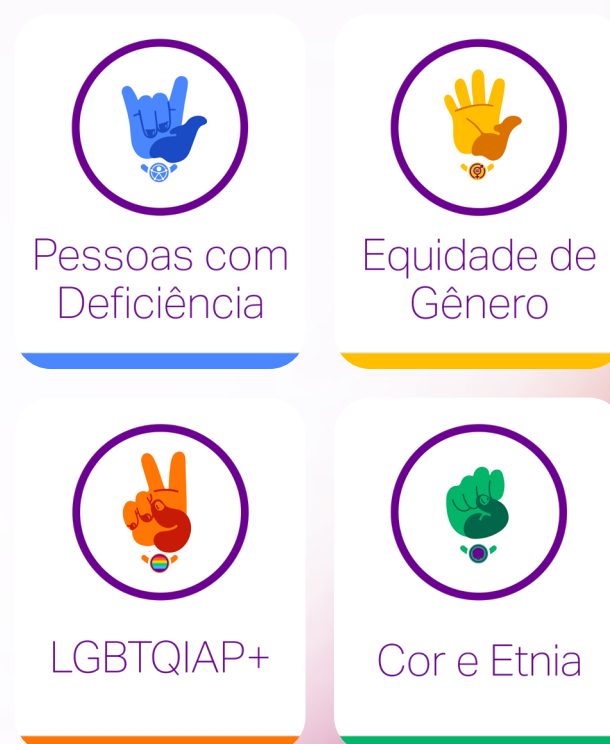 Pessoas com
Deficiência
Equidade de
Gênero
LGBTQIAP+
Cor e Etnia